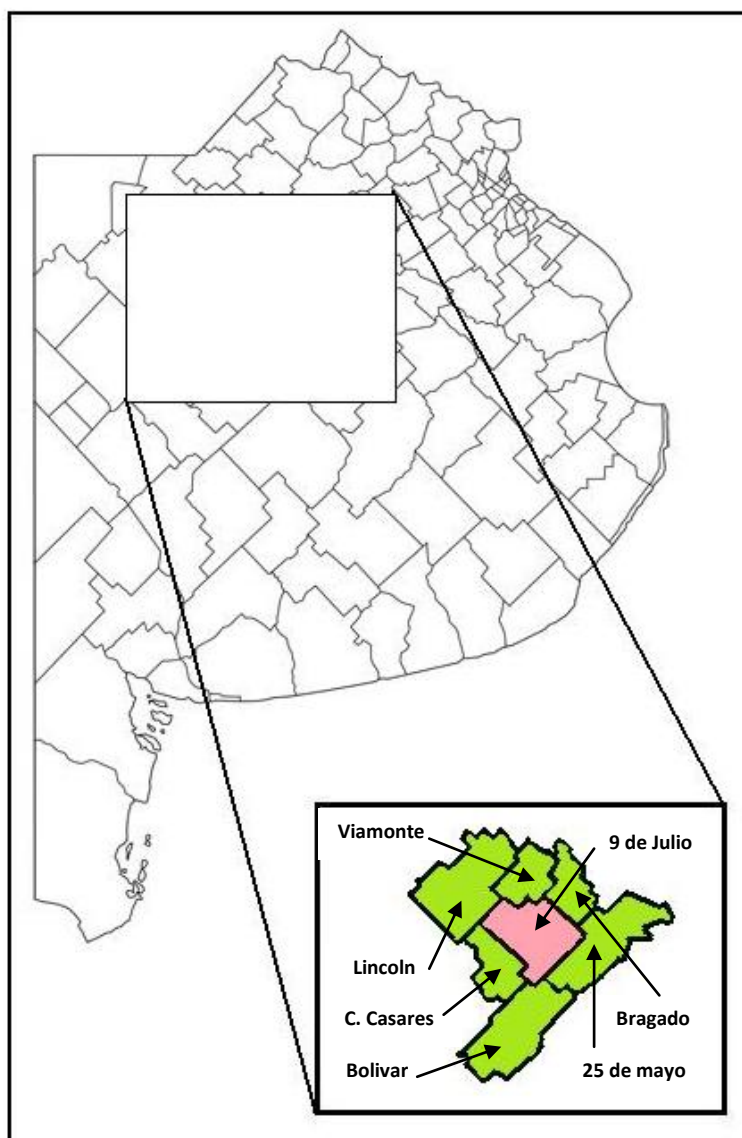 Viamonte
9 de Julio
Lincoln
C. Casares
Bragado
Bolivar
25 de mayo